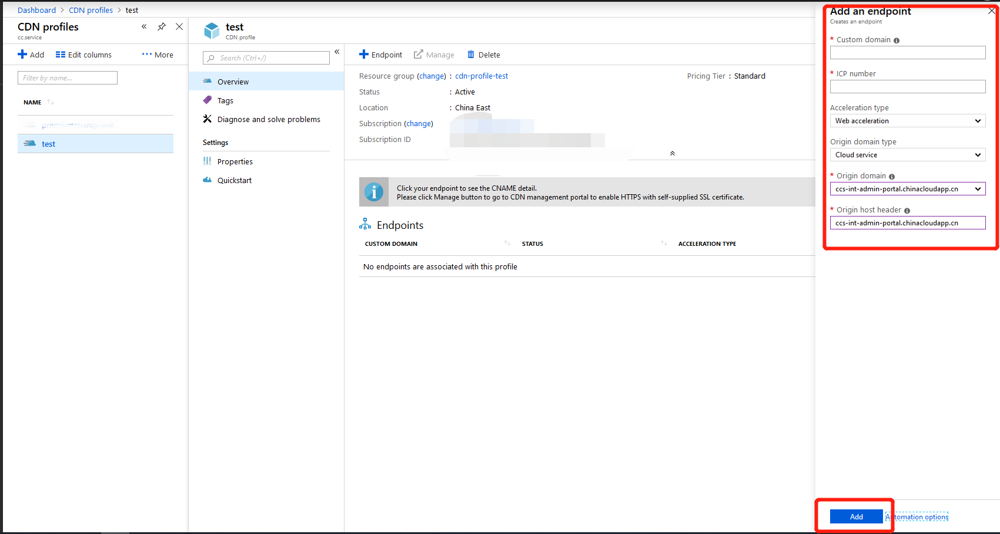 Dashboard > CDN profiles > test
CDN profiles
cc.service
Add
Edit columns
More
Filter by name...
NAME
premiumchangetest
test
test
CDN profile
Search (Ctrl+/)
Overview
Tags
Diagnose and solve problems
Settings
Properties
Quickstart
Endpoint
Manage
Delete
Resource group (change) : cdn-profile-test
Pricing Tier : Standard
Status : Active
Location : China East
Subscription (change)
Subscription ID
Click your endpoint to see the CNAME detail.
Please click Manage button to go to CDN management portal to enable HTTPS with self-supplied SSL certificate.
Endpoints
CUSTOM DOMAIN STATUS ACCELERATION TYPE
No endpoints are associated with this profile
Add an endpoint
Creates an endpoint
* Custom domain
* ICP number
Acceleration type
Web acceleration
Origin domain type
Cloud service
* Origin domain
ccs-int-admin-portal.chinacloudapp.cn
* Origin host header
ccs-int-admin-portal.chinacloudapp.cn
Add
Automation options